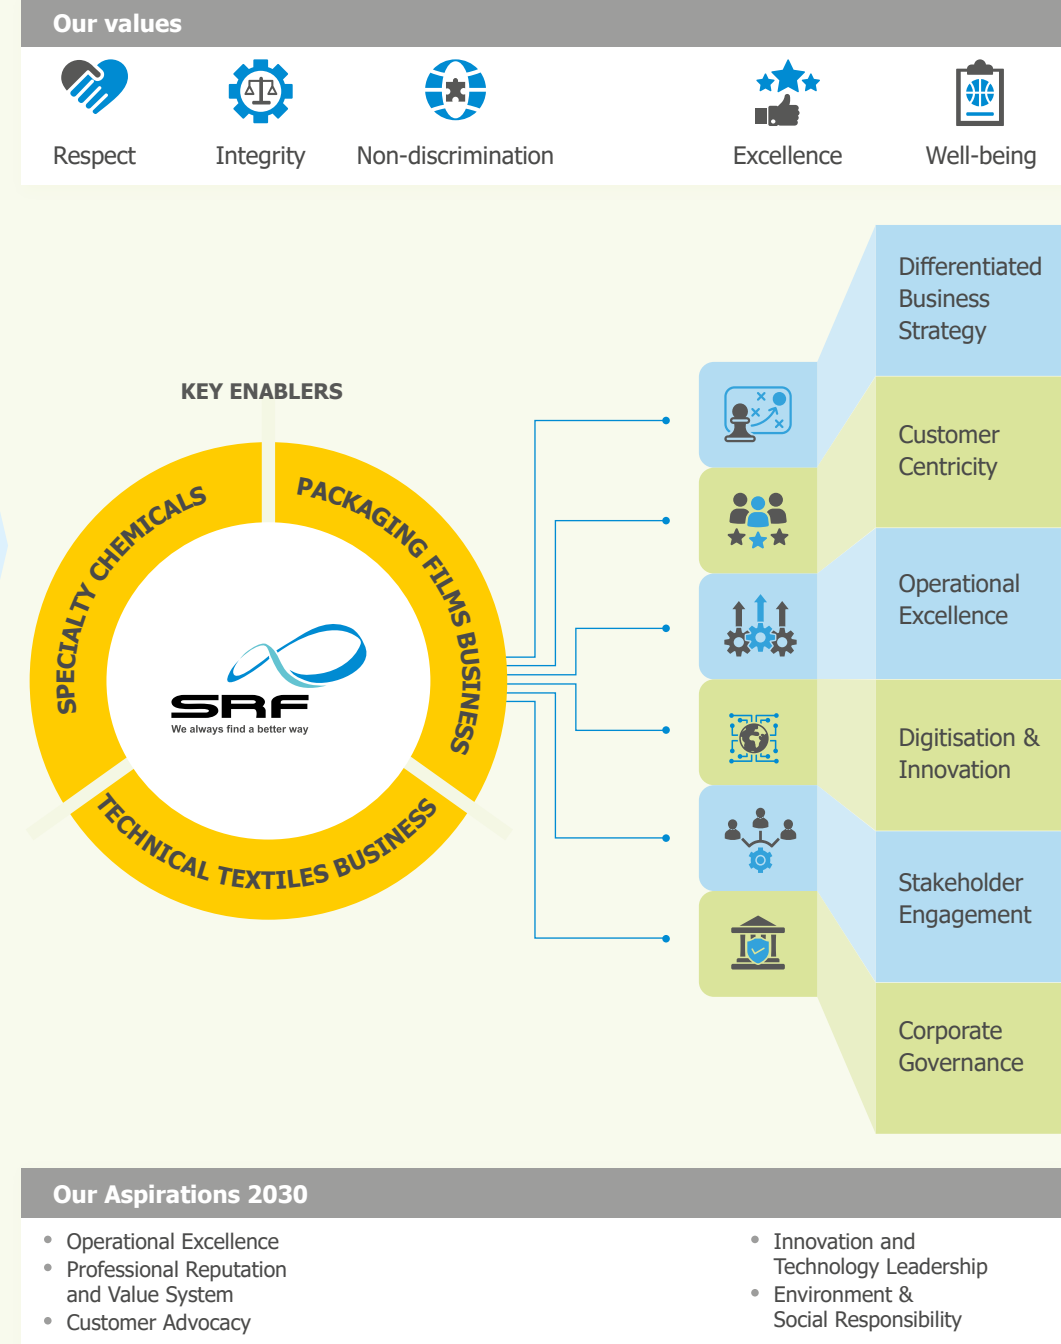 Our values
Respect
Integrity
Non-discrimination
Excellence
Well-being
KEY ENABLERS
SPECIALTY CHEMICALS
PACKAGING FILMS BUSINESS
TECHNICAL TEXTILES BUSINESS
SRF
We always find a better way
Differentiated
Business
Strategy
Customer
Centricity
Operational
Excellence
Digitisation &
Innovation
Stakeholder
Engagement
Corporate
Governance
Our Aspirations 2030
• Operational Excellence
• Professional Reputation
and Value System
• Customer Advocacy
• Innovation and
Technology Leadership
• Environment &
Social Responsibility